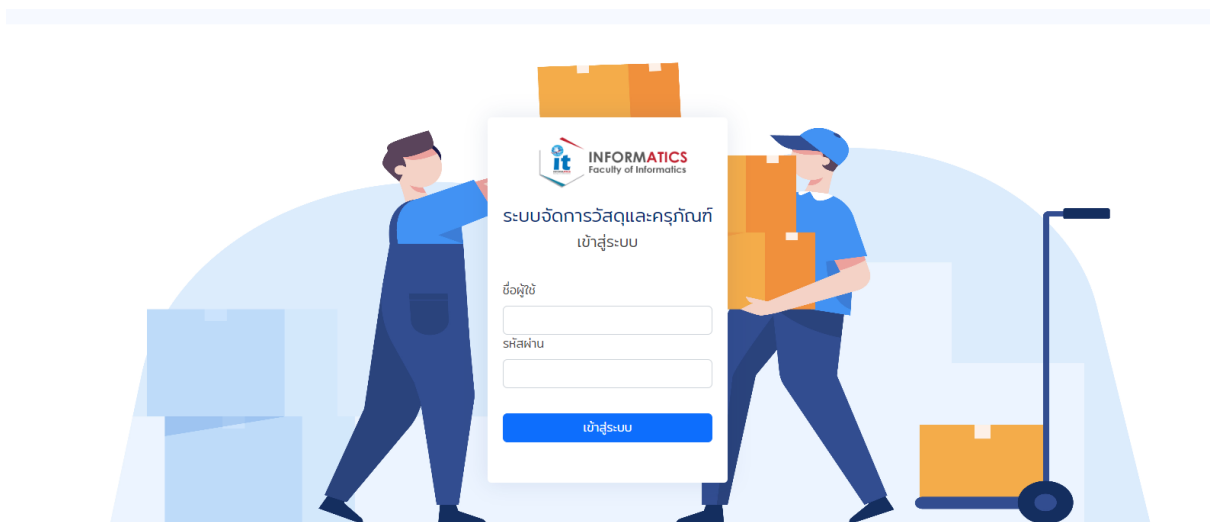 it
INFORMATICS
Faculty of Informatics
ระบบจัดการวัสดุและครุภัณฑ์
เข้าสู่ระบบ
ชื่อผู้ใช้
รหัสผ่าน
เข้าสู่ระบบ